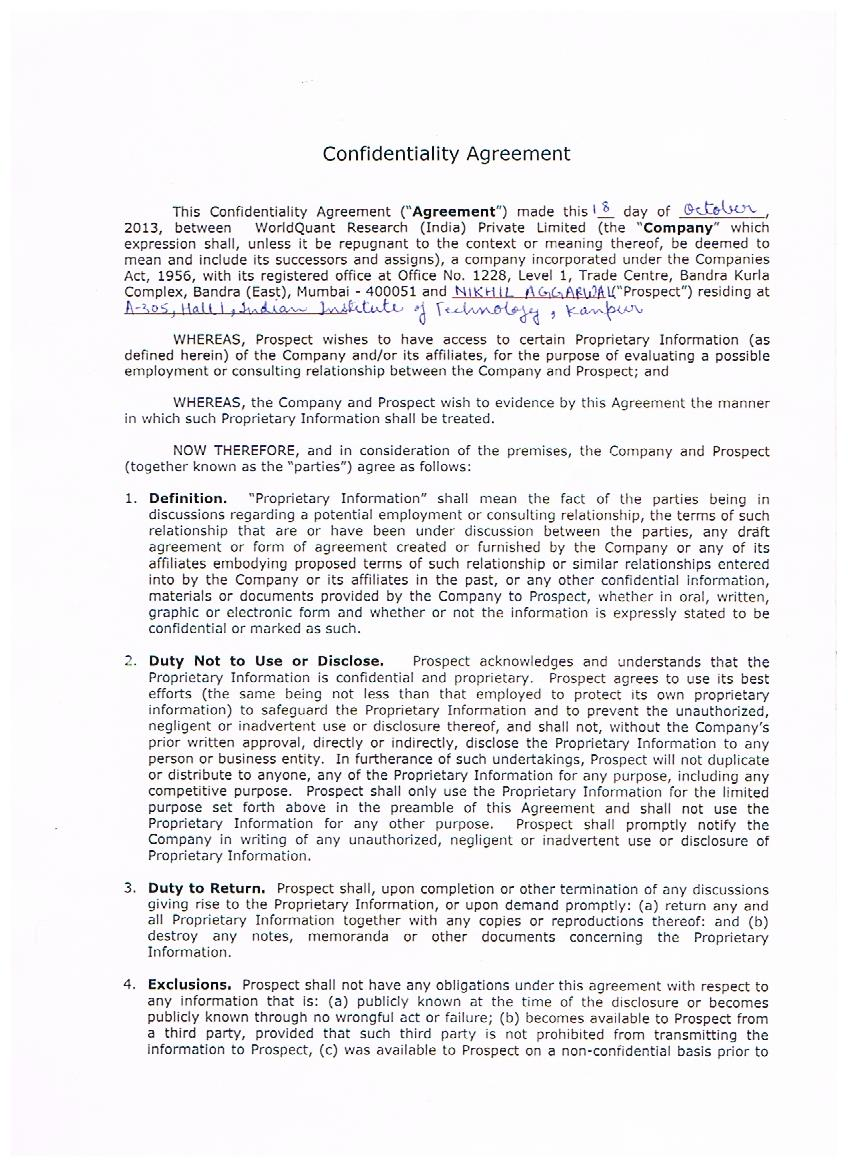 Confidentiality Agreement
This Confidentiality Agreement ("Agreement") made this 18 day of October,
2013, between WorldQuant Research (India) Private Limited (the "Company" which
expression shall, unless it be repugnant to the context or meaning thereof, be deemed to
mean and include its successors and assigns), a company incorporated under the Companies
Act, 1956, with its registered office at Office No. 1228, Level 1, Trade Centre, Bandra Kurla
Complex, Bandra (East), Mumbai - 400051 and NIKHIL AGGARWAL ("Prospect") residing at
A-305, Hall 1, Indian Institute of Technology, Kanpur
WHEREAS, Prospect wishes to have access to certain Proprietary Information (as
defined herein) of the Company and/or its affiliates, for the purpose of evaluating a possible
employment or consulting relationship between the Company and Prospect; and
WHEREAS, the Company and Prospect wish to evidence by this Agreement the manner
in which such Proprietary Information shall be treated.
NOW THEREFORE, and in consideration of the premises, the Company and Prospect
(together known as the "parties") agree as follows:
1. Definition. "Proprietary Information" shall mean the fact of the parties being in
discussions regarding a potential employment or consulting relationship, the terms of such
relationship that are or have been under discussion between the parties, any draft
agreement or form of agreement created or furnished by the Company or any of its
affiliates embodying proposed terms of such relationship or similar relationships entered
into by the Company or its affiliates in the past, or any other confidential information,
materials or documents provided by the Company to Prospect, whether in oral, written,
graphic or electronic form and whether or not the information is expressly stated to be
confidential or marked as such.
2. Duty Not to Use or Disclose. Prospect acknowledges and understands that the
Proprietary Information is confidential and proprietary. Prospect agrees to use its best
efforts (the same being not less than that employed to protect its own proprietary
information) to safeguard the Proprietary Information and to prevent the unauthorized,
negligent or inadvertent use or disclosure thereof, and shall not, without the Company's
prior written approval, directly or indirectly, disclose the Proprietary Information to any
person or business entity. In furtherance of such undertakings, Prospect will not duplicate
or distribute to anyone, any of the Proprietary Information for any purpose, including any
competitive purpose. Prospect shall only use the Proprietary Information for the limited
purpose set forth above in the preamble of this Agreement and shall not use the
Proprietary Information for any other purpose. Prospect shall promptly notify the
Company in writing of any unauthorized, negligent or inadvertent use or disclosure of
Proprietary Information.
3. Duty to Return. Prospect shall, upon completion or other termination of any discussions
giving rise to the Proprietary Information, or upon demand promptly: (a) return any and
all Proprietary Information together with any copies or reproductions thereof: and (b)
destroy any notes, memoranda or other documents concerning the Proprietary
Information.
4. Exclusions. Prospect shall not have any obligations under this agreement with respect to
any information that is: (a) publicly known at the time of the disclosure or becomes
publicly known through no wrongful act or failure; (b) becomes available to Prospect from
a third party, provided that such third party is not prohibited from transmitting the
information to Prospect, (c) was available to Prospect on a non-confidential basis prior to